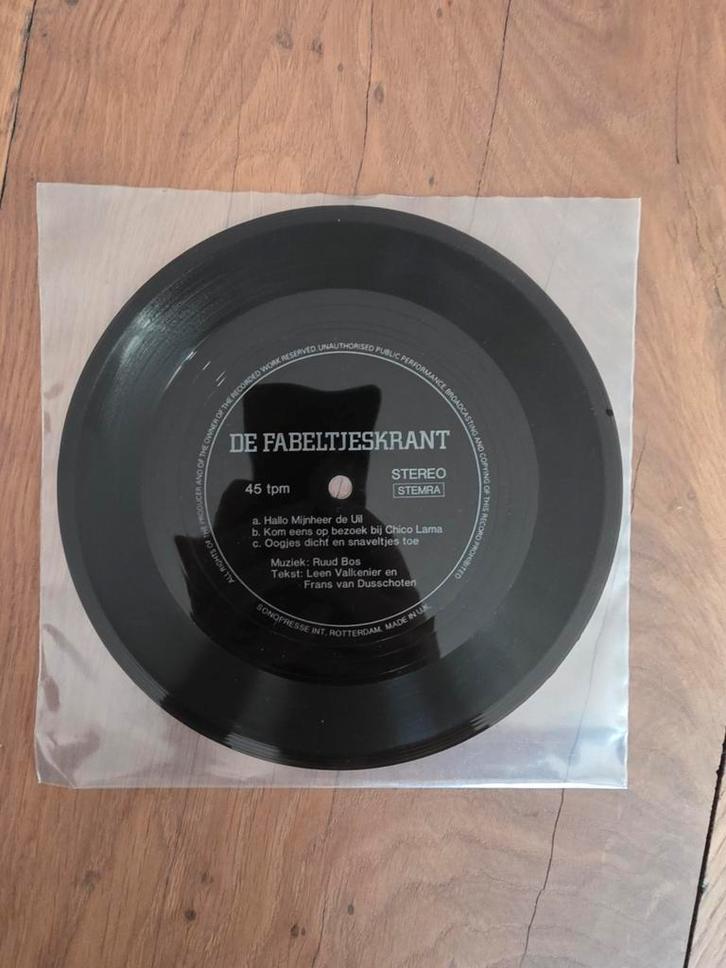 ALL RIGHTS OF THE PRODUCER AND OF THE OWNER OF THE RECORDED WORK RESERVED. UNAUTHORISED PUBLIC PERFORMANCE, BROADCASTING AND COPYING OF THIS RECORD PROHIBITED
DE FABELTJESKRANT
45 tpm
STEREO
STEMRA
a. Hallo Mijnheer de Uil
b. Kom eens op bezoek bij Chico Lama
c. Oogjes dicht en snaveltjes toe
Muziek: Ruud Bos
Tekst: Leen Valkenier en
Frans van Dusschoten
SONOPRESSE INT. ROTTERDAM. MADE IN U.K.